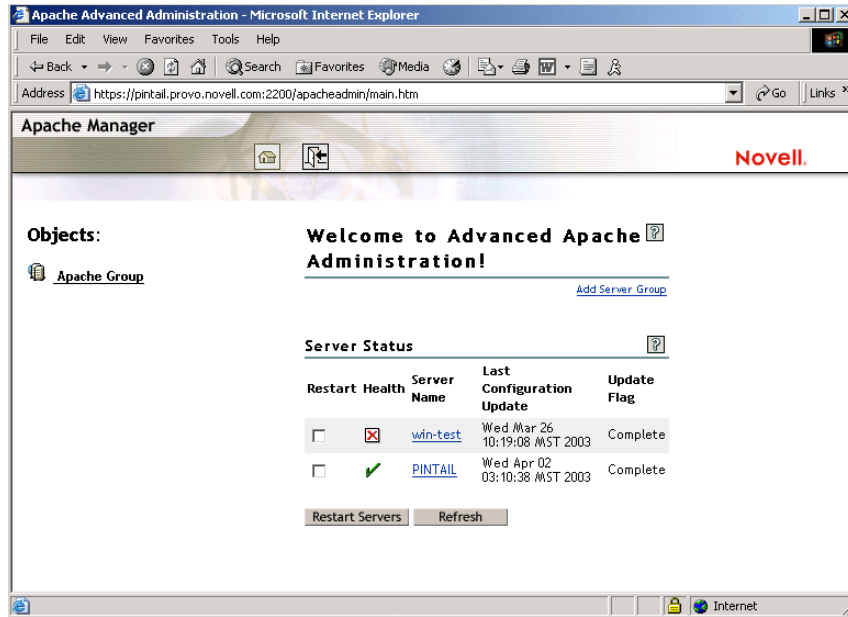 Apache Advanced Administration - Microsoft Internet Explorer
File Edit View Favorites Tools Help
Back Search Favorites Media
Address https://pintail.provo.novell.com:2200/apacheadmin/main.htm Go Links »
Apache Manager
Novell.
Objects:
Apache Group
Welcome to Advanced Apache ?
Administration!
Add Server Group
Server Status ?
Restart Health Server Name Last Configuration Update Update Flag
win-test Wed Mar 26 10:19:08 MST 2003 Complete
PINTAIL Wed Apr 02 03:10:38 MST 2003 Complete
Restart Servers Refresh
Internet